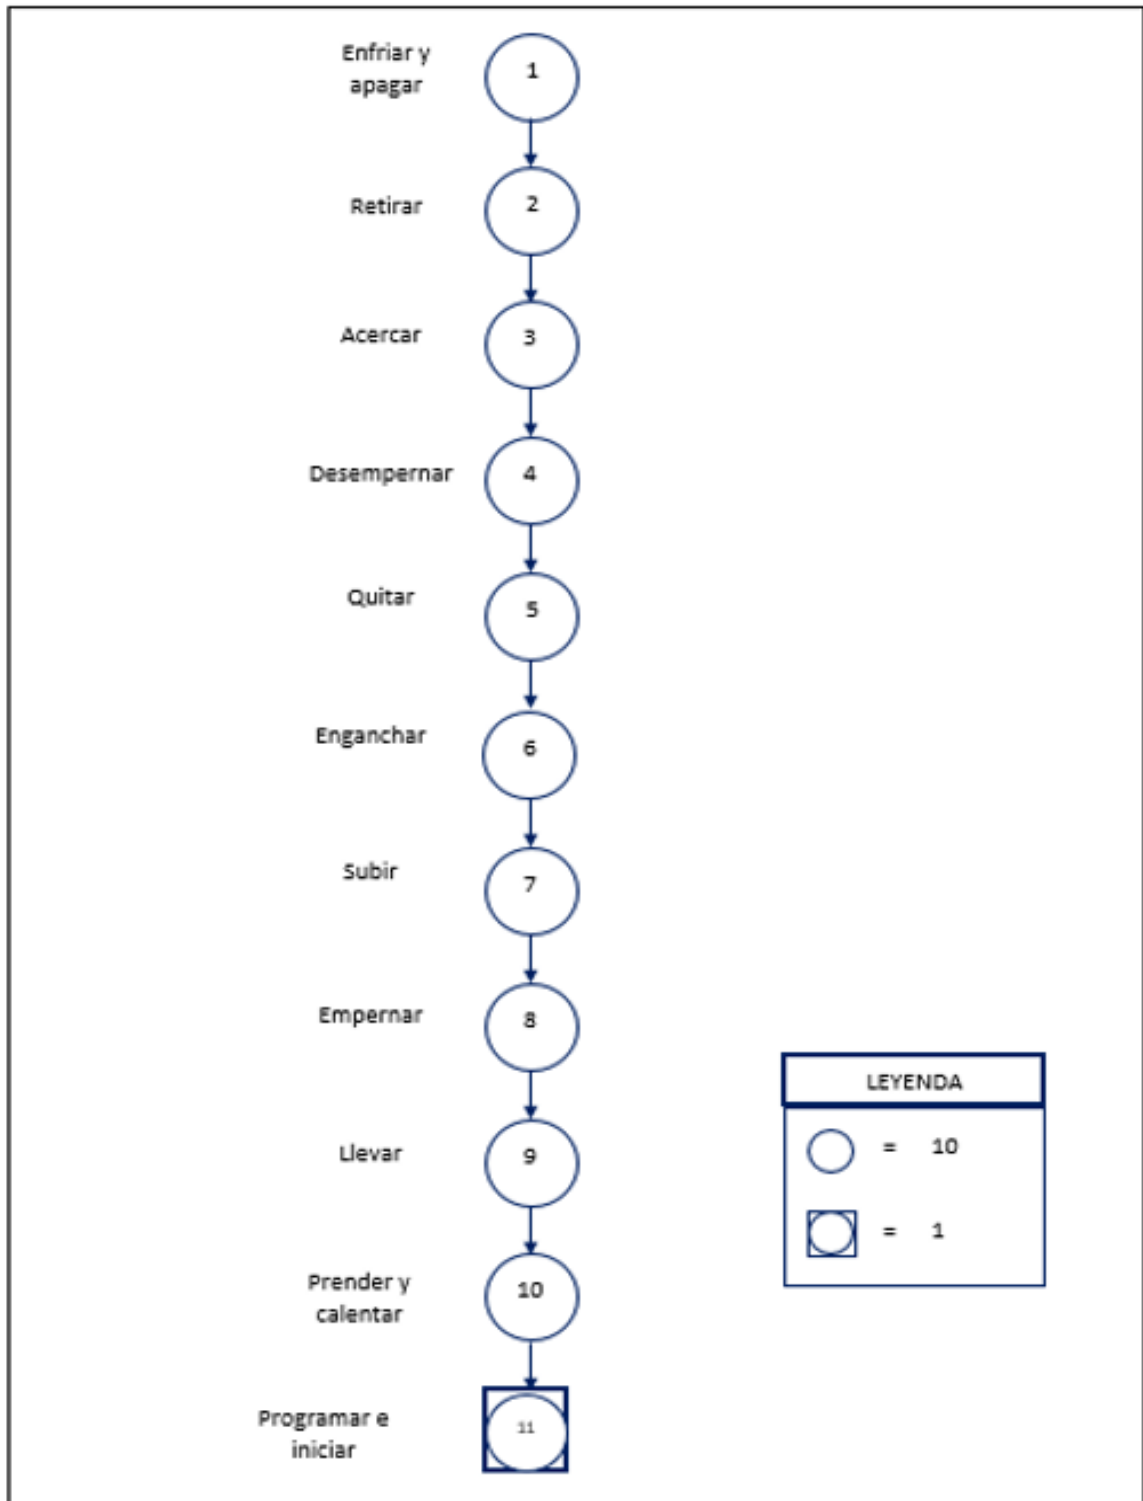 Enfriar y
apagar
1
Retirar
2
Acercar
3
Desempernar
4
Quitar
5
Enganchar
6
Subir
7
Empernar
8
Llevar
9
Prender y
calentar
10
Programar e
iniciar
11
LEYENDA
= 10
= 1